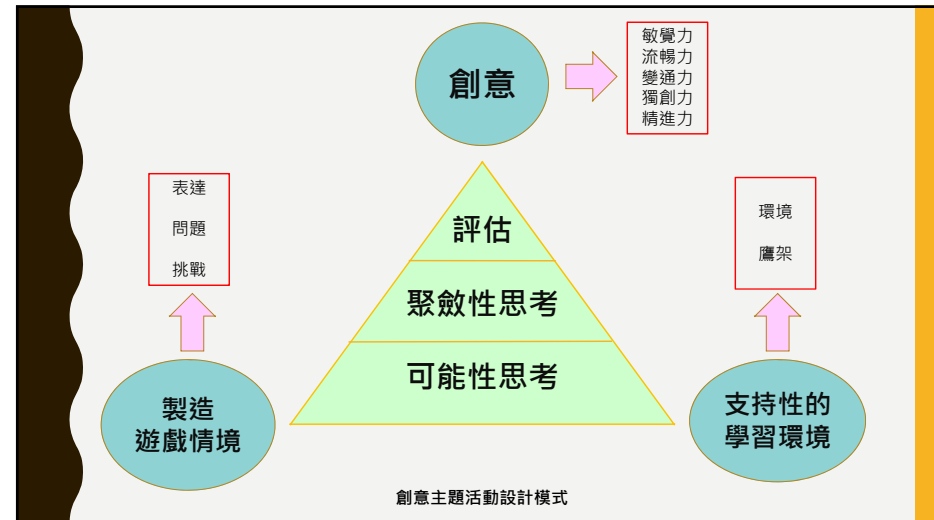 創意
敏覺力
流暢力
變通力
獨創力
精進力
表達
問題
挑戰
環境
鷹架
評估
聚斂性思考
可能性思考
製造
遊戲情境
支持性的
學習環境
創意主題活動設計模式